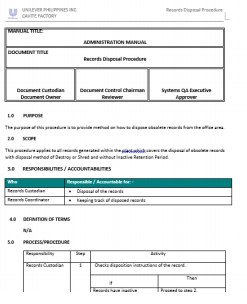 UNILEVER PHILIPPINES INC.
CAVITE FACTORY
Records Disposal Procedure
MANUAL TITLE:
ADMINISTRATION MANUAL
DOCUMENT TITLE
Records Disposal Procedure
Document Custodian
Document Owner
Document Control Chairman
Reviewer
Systems QA Executive
Approver
1.0 PURPOSE
The purpose of this procedure is to provide method on how to dispose obsolete records from the office area.
2.0 SCOPE
This procedure applies to all records generated within the plant which covers the disposal of obsolete records
with disposal method of Destroy or Shred and without Inactive Retention Period.
3.0 RESPONSIBILITIES / ACCOUNTABILITIES
Who Responsible / Accountable for: -
Records Custodian • Disposal of the records
Records Coordinator • Keeping track of disposed records
4.0 DEFINITION OF TERMS
N/A
5.0 PROCESS/PROCEDURE
Responsibility Step Activity
Records Custodian 1 Checks disposition instructions of the record.
If Then
Records have inactive Proceed to step 2.